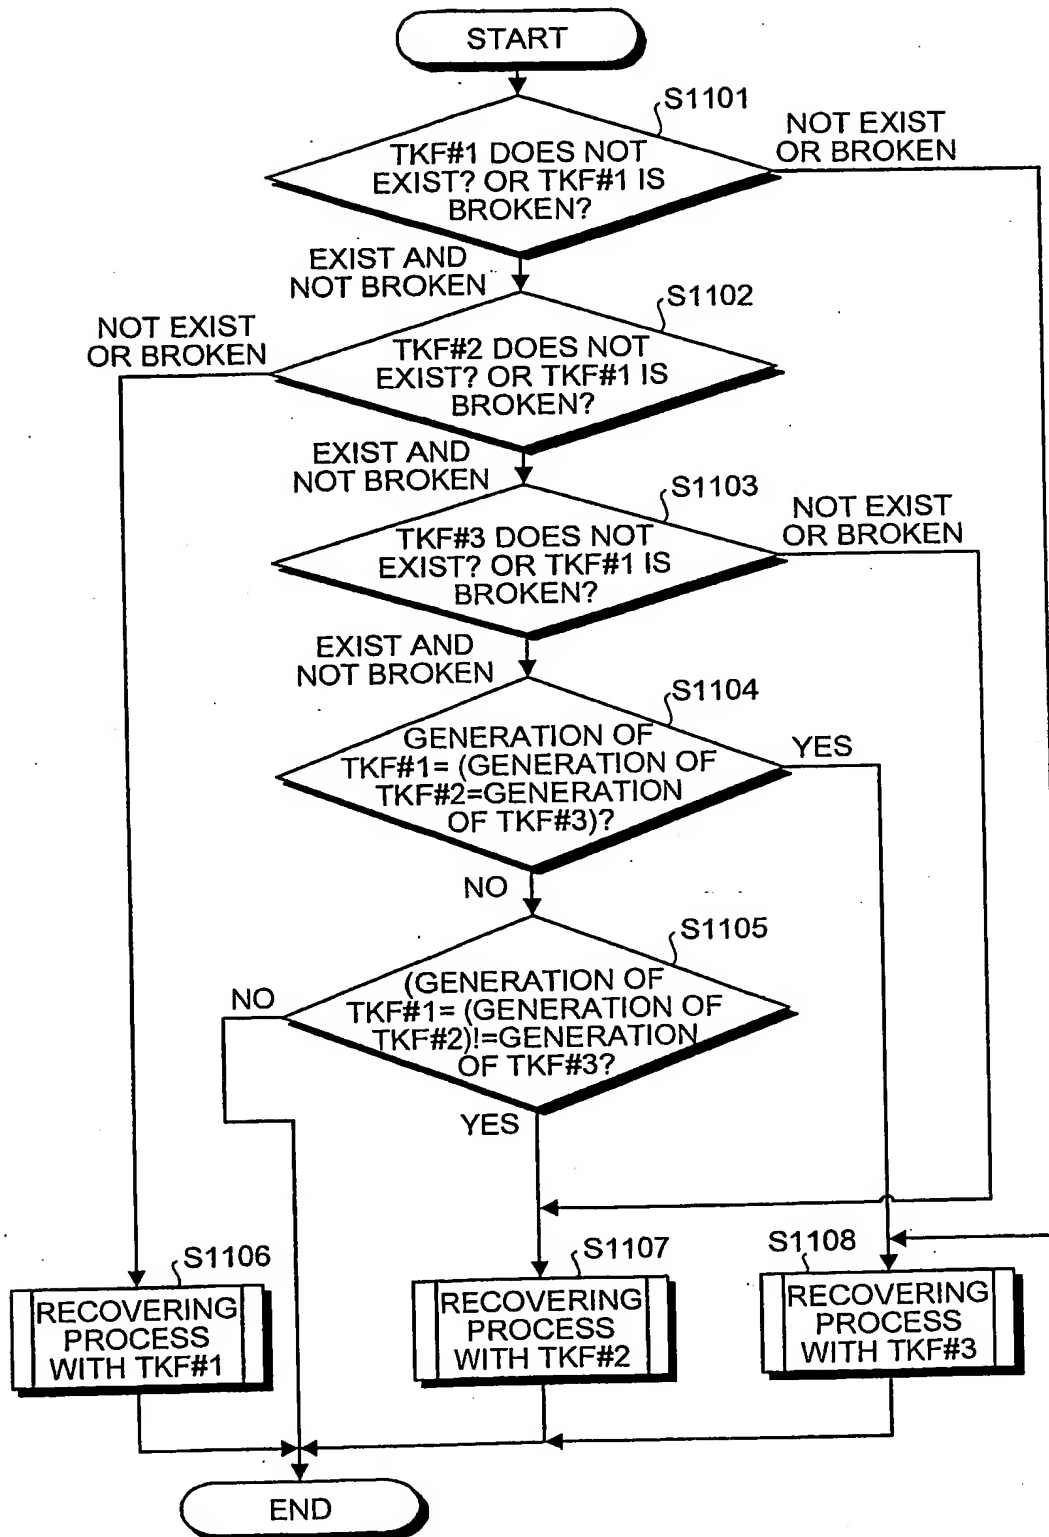 START
S1101
NOT EXIST
OR BROKEN
TKF#1 DOES NOT
EXIST? OR TKF#1 IS
BROKEN?
EXIST AND
NOT BROKEN
S1102
NOT EXIST
OR BROKEN
TKF#2 DOES NOT
EXIST? OR TKF#1 IS
BROKEN?
EXIST AND
NOT BROKEN
S1103
NOT EXIST
OR BROKEN
TKF#3 DOES NOT
EXIST? OR TKF#1 IS
BROKEN?
EXIST AND
NOT BROKEN
S1104
GENERATION OF
TKF#1= (GENERATION OF
TKF#2=GENERATION
OF TKF#3)?
YES
NO
S1105
(GENERATION OF
TKF#1= (GENERATION OF
TKF#2)!=GENERATION
OF TKF#3?
NO
YES
S1106
RECOVERING
PROCESS
WITH TKF#1
S1107
RECOVERING
PROCESS
WITH TKF#2
S1108
RECOVERING
PROCESS
WITH TKF#3
END